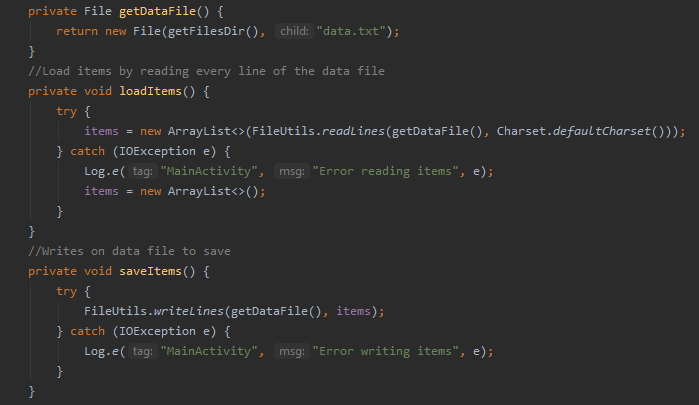 private File getDataFile() {
return new File(getFilesDir(), child: "data.txt");
}
//Load items by reading every line of the data file
private void loadItems() {
try {
items = new ArrayList<>(FileUtils.readLines(getDataFile(), Charset.defaultCharset()));
} catch (IOException e) {
Log.e( tag: "MainActivity", msg: "Error reading items", e);
items = new ArrayList<>();
}
}
//Writes on data file to save
private void saveItems() {
try {
FileUtils.writeLines(getDataFile(), items);
} catch (IOException e) {
Log.e( tag: "MainActivity", msg: "Error writing items", e);
}
}